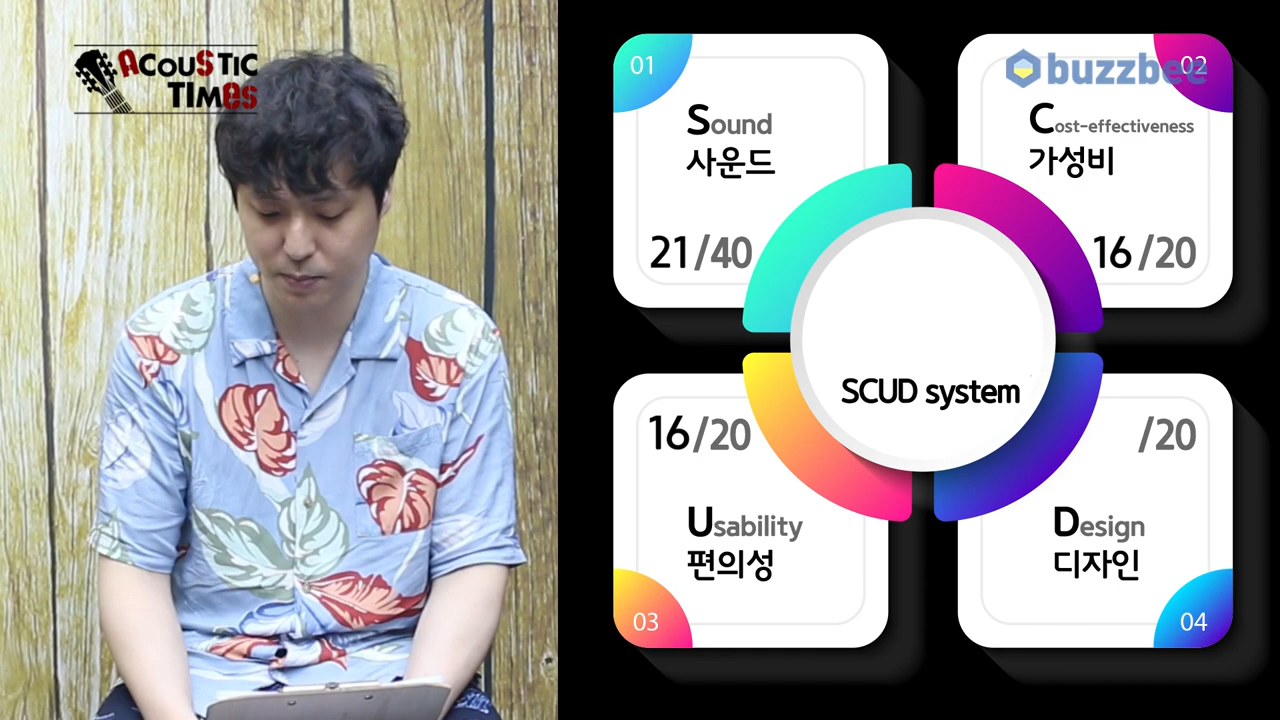 Acoustic
Times
buzzbee
01
Sound
사운드
21/40
02
Cost-effectiveness
가성비
16/20
SCUD system
16/20
Usability
편의성
03
/20
Design
디자인
04